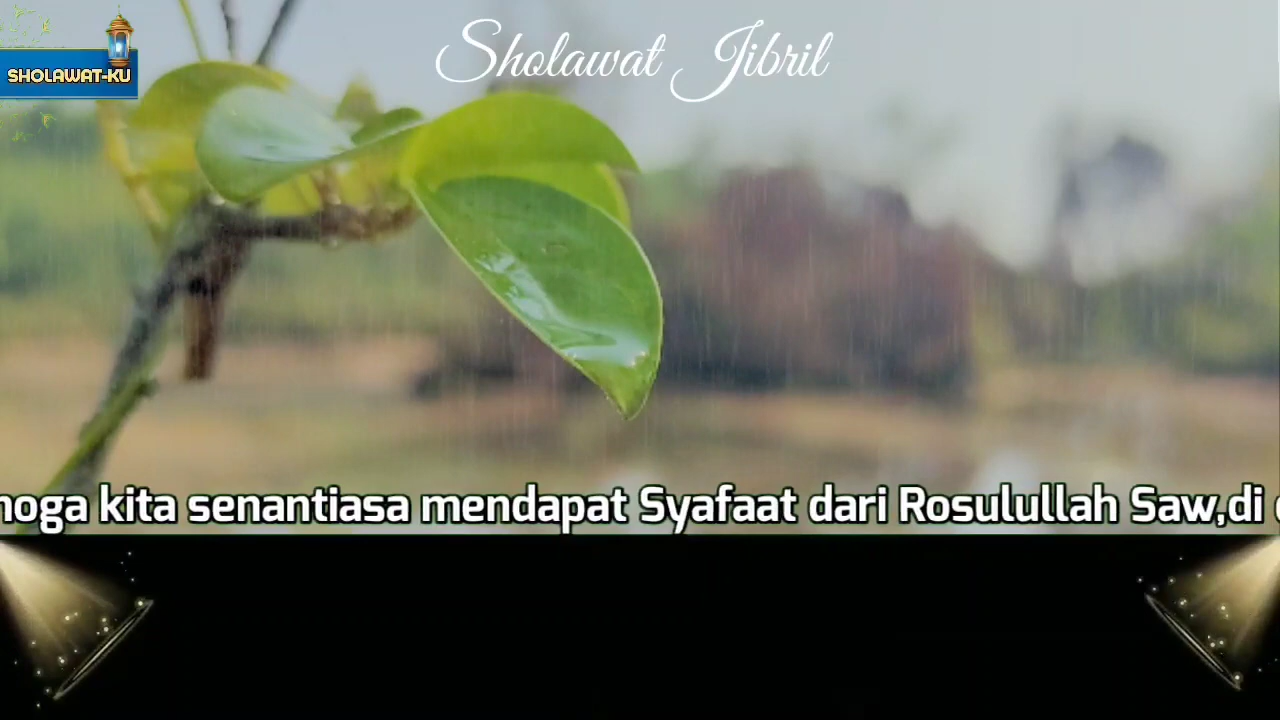 Sholawat Jibril
SHOLAWAT-KU
kita senantiasa mendapat Syafaat dari Rosulullah Saw,di